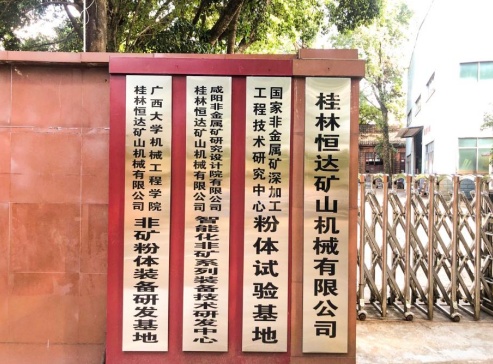 桂林恒达矿山机械有限公司
国家非金属矿深加工
工程技术研究中心
粉体试验基地
咸阳非金属矿研究设计院有限公司
桂林恒达矿山机械有限公司
智能化非矿系列装备技术研发中心
广西大学机械工程学院
桂林恒达矿山机械有限公司
非矿粉体装备研发基地